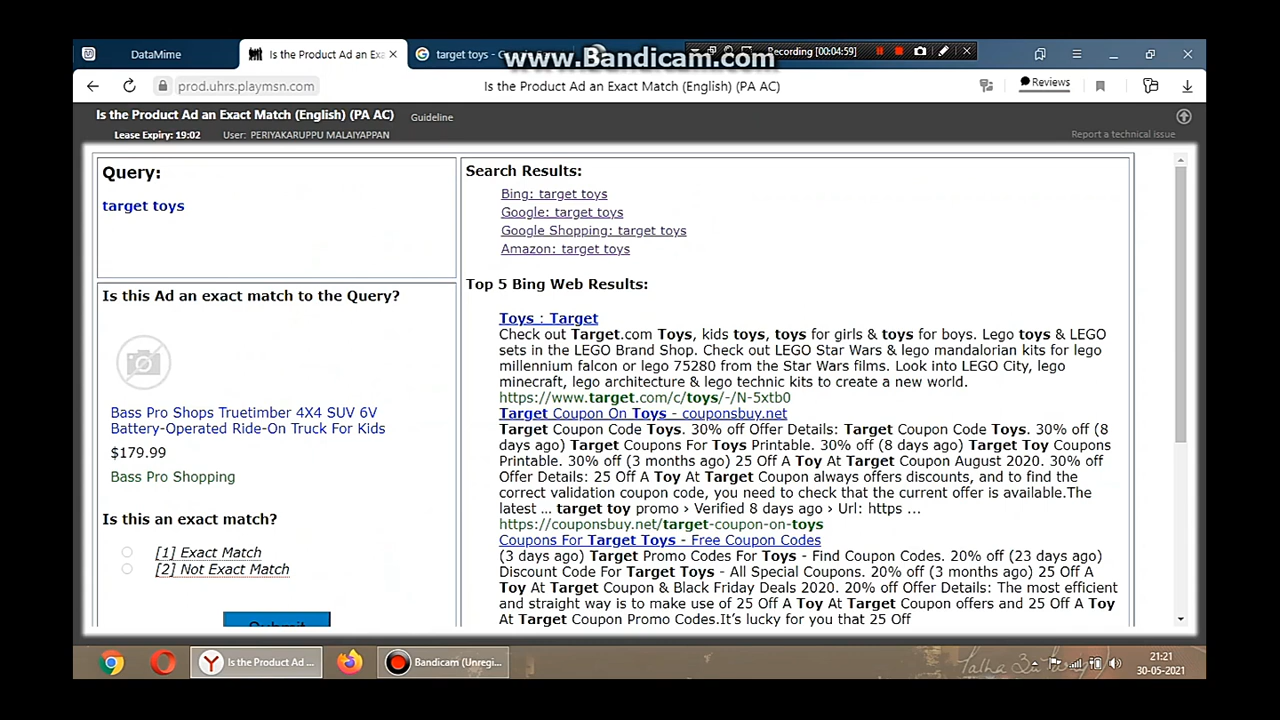 www.Bandicam.com
DataMime
Is the Product Ad an Exa
target toys - G
Recording [00:04:59]
prod.uhrs.playmsn.com
Is the Product Ad an Exact Match (English) (PA AC)
Reviews
Is the Product Ad an Exact Match (English) (PA AC)
Guideline
Lease Expiry: 19:02
User: PERIYAKARUPPU MALAIYAPPAN
Report a technical issue
Query:
target toys
Is this Ad an exact match to the Query?
Bass Pro Shops Truetimber 4X4 SUV 6V
Battery-Operated Ride-On Truck For Kids
$179.99
Bass Pro Shopping
Is this an exact match?
[1] Exact Match
[2] Not Exact Match
Submit
Search Results:
Bing: target toys
Google: target toys
Google Shopping: target toys
Amazon: target toys
Top 5 Bing Web Results:
Toys : Target
Check out Target.com Toys, kids toys, toys for girls & toys for boys. Lego toys & LEGO
sets in the LEGO Brand Shop. Check out LEGO Star Wars & lego mandalorian kits for lego
millennium falcon or lego 75280 from the Star Wars films. Look into LEGO City, lego
minecraft, lego architecture & lego technic kits to create a new world.
https://www.target.com/c/toys/-/N-5xtb0
Target Coupon On Toys - couponsbuy.net
Target Coupon Code Toys. 30% off Offer Details: Target Coupon Code Toys. 30% off (8
days ago) Target Coupons For Toys Printable. 30% off (8 days ago) Target Toy Coupons
Printable. 30% off (3 months ago) 25 Off A Toy At Target Coupon August 2020. 30% off
Offer Details: 25 Off A Toy At Target Coupon always offers discounts, and to find the
correct validation coupon code, you need to check that the current offer is available.The
latest ... target toy promo › Verified 8 days ago › Url: https ...
https://couponsbuy.net/target-coupon-on-toys
Coupons For Target Toys - Free Coupon Codes
(3 days ago) Target Promo Codes For Toys - Find Coupon Codes. 20% off (23 days ago)
Discount Code For Target Toys - All Special Coupons. 20% off (3 months ago) 25 Off A
Toy At Target Coupon & Black Friday Deals 2020. 20% off Offer Details: The most efficient
and straight way is to make use of 25 Off A Toy At Target Coupon offers and 25 Off A Toy
At Target Coupon Promo Codes.It's lucky for you that 25 Off
Is the Product Ad ...
Bandicam (Unregi...
21:21
30-05-2021